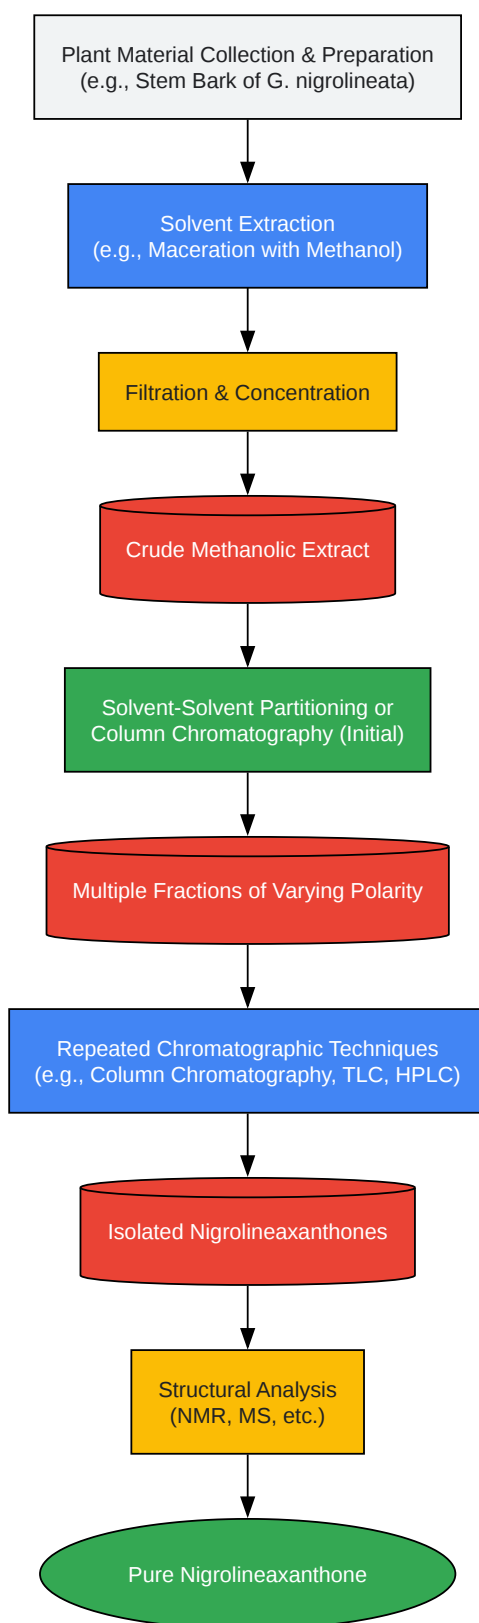 Plant Material Collection & Preparation
(e.g., Stem Bark of G. nigrolineata)
Solvent Extraction
(e.g., Maceration with Methanol)
Filtration & Concentration
Crude Methanolic Extract
Solvent-Solvent Partitioning or
Column Chromatography (Initial)
Multiple Fractions of Varying Polarity
Repeated Chromatographic Techniques
(e.g., Column Chromatography, TLC, HPLC)
Isolated Nigrolineaxanthones
Structural Analysis
(NMR, MS, etc.)
Pure Nigrolineaxanthone